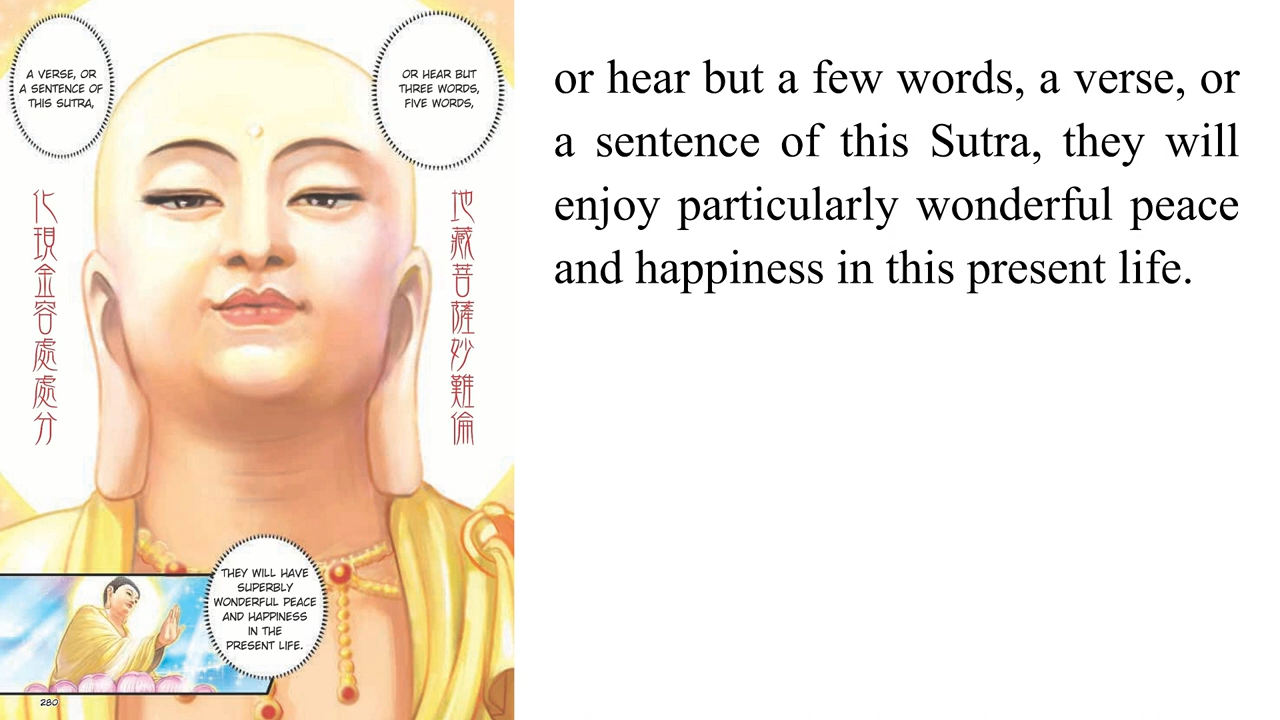 OR HEAR BUT
THREE WORDS,
FIVE WORDS,
A VERSE, OR
A SENTENCE OF
THIS SUTRA,
地藏菩薩妙難倫
化現金容處處分
THEY WILL HAVE
SUPERBLY
WONDERFUL PEACE
AND HAPPINESS
IN THE
PRESENT LIFE.
280
or hear but a few words, a verse, or
a sentence of this Sutra, they will
enjoy particularly wonderful peace
and happiness in this present life.